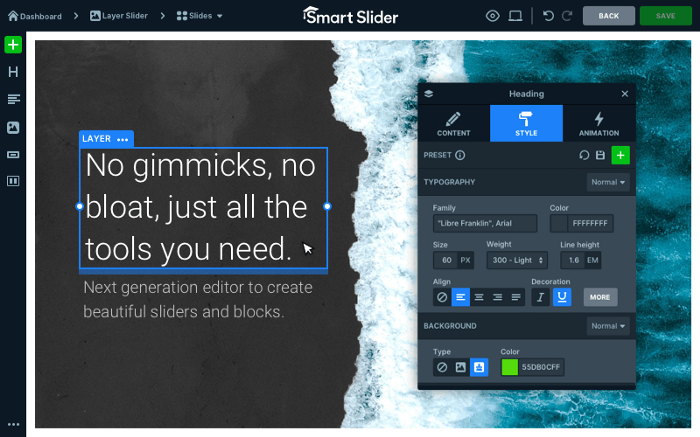 Dashboard
Layer Slider
Slides
Smart Slider
BACK
SAVE
H
LAYER
No gimmicks, no
bloat, just all the
tools you need.
Next generation editor to create
beautiful sliders and blocks.
Heading
CONTENT
STYLE
ANIMATION
PRESET
TYPOGRAPHY
Normal
Family
Color
"Libre Franklin", Arial
FFFFFFFF
Size
Weight
Line height
60 PX
300 - Light
1.6 EM
Align
Decoration
I
U
MORE
BACKGROUND
Normal
Type
Color
55DB0CFF